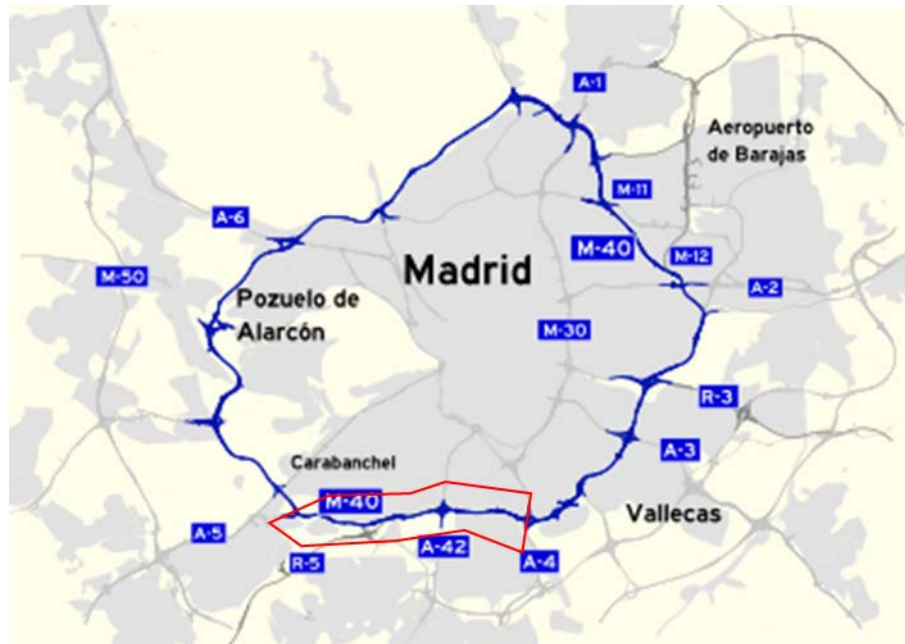 A-1
Aeropuerto
de Barajas
M-11
A-6
M-40
M-12
M-50
Madrid
A-2
Pozuelo de
Alarcón
M-30
R-3
A-3
Carabanchel
M-40
Vallecas
A-5
A-42
R-5
A-4